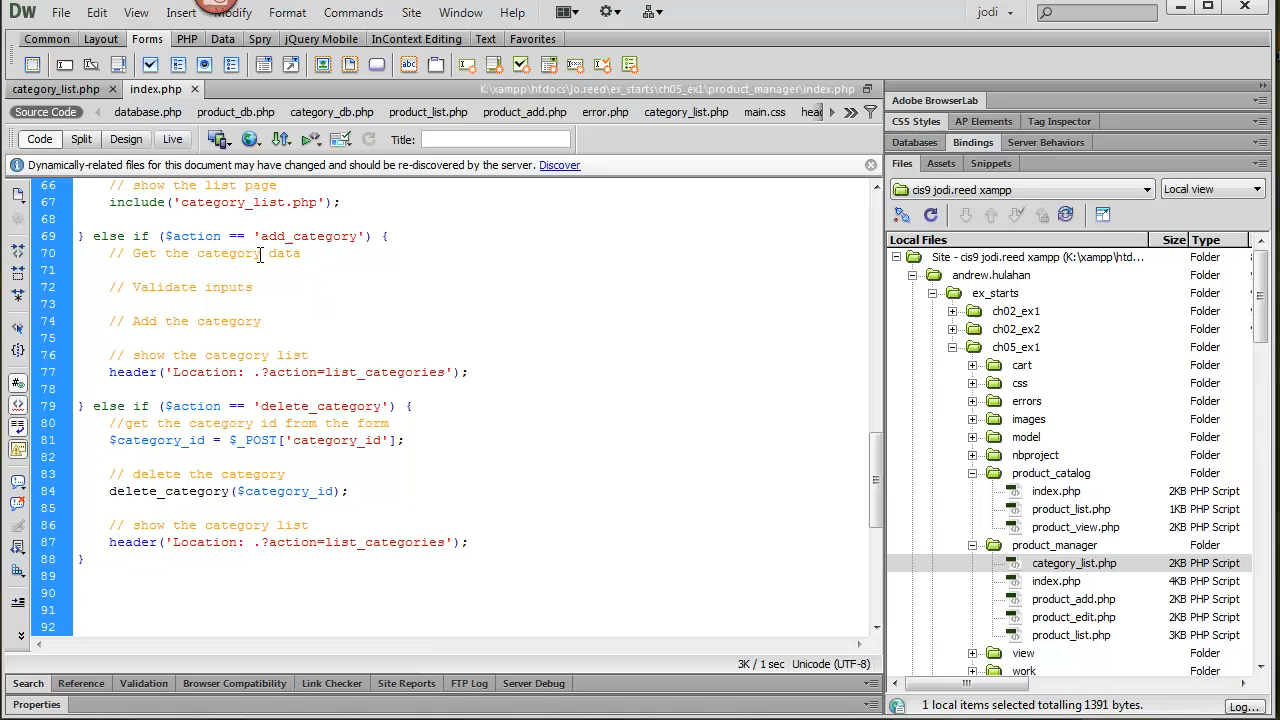 Dw File Edit View Insert Modify Format Commands Site Window Help jodi
Common Layout Forms PHP Data Spry jQuery Mobile InContext Editing Text Favorites
category_list.php × index.php × K:\xampp\htdocs\jo.reed\ex_starts\ch05_ex1\product_manager\index.php
Source Code database.php product_db.php category_db.php product_list.php product_add.php error.php category_list.php main.css
Code Split Design Live Title:
Dynamically-related files for this document may have changed and should be re-discovered by the server. Discover
66 // show the list page
67 include('category_list.php');
68
69 } else if ($action == 'add_category') {
70 // Get the category data
71
72 // Validate inputs
73
74 // Add the category
75
76 // show the category list
77 header('Location: .?action=list_categories');
78
79 } else if ($action == 'delete_category') {
80 //get the category id from the form
81 $category_id = $_POST['category_id'];
82
83 // delete the category
84 delete_category($category_id);
85
86 // show the category list
87 header('Location: .?action=list_categories');
88 }
89
90
91
92
3K / 1 sec Unicode (UTF-8)
Search Reference Validation Browser Compatibility Link Checker Site Reports FTP Log Server Debug
Properties
Adobe BrowserLab
CSS Styles AP Elements Tag Inspector
Databases Bindings Server Behaviors
Files Assets Snippets
cis9 jodi.reed xampp Local view
Local Files Size Type
Site - cis9 jodi.reed xampp (K:\xampp\htd... Folder
andrew.hulahan Folder
ex_starts Folder
ch02_ex1 Folder
ch02_ex2 Folder
ch05_ex1 Folder
cart Folder
css Folder
errors Folder
images Folder
model Folder
nbproject Folder
product_catalog Folder
index.php 2KB PHP Script
product_list.php 1KB PHP Script
product_view.php 2KB PHP Script
product_manager Folder
category_list.php 2KB PHP Script
index.php 4KB PHP Script
product_add.php 2KB PHP Script
product_edit.php 2KB PHP Script
product_list.php 3KB PHP Script
view Folder
work Folder
1 local items selected totalling 1391 bytes. Log...